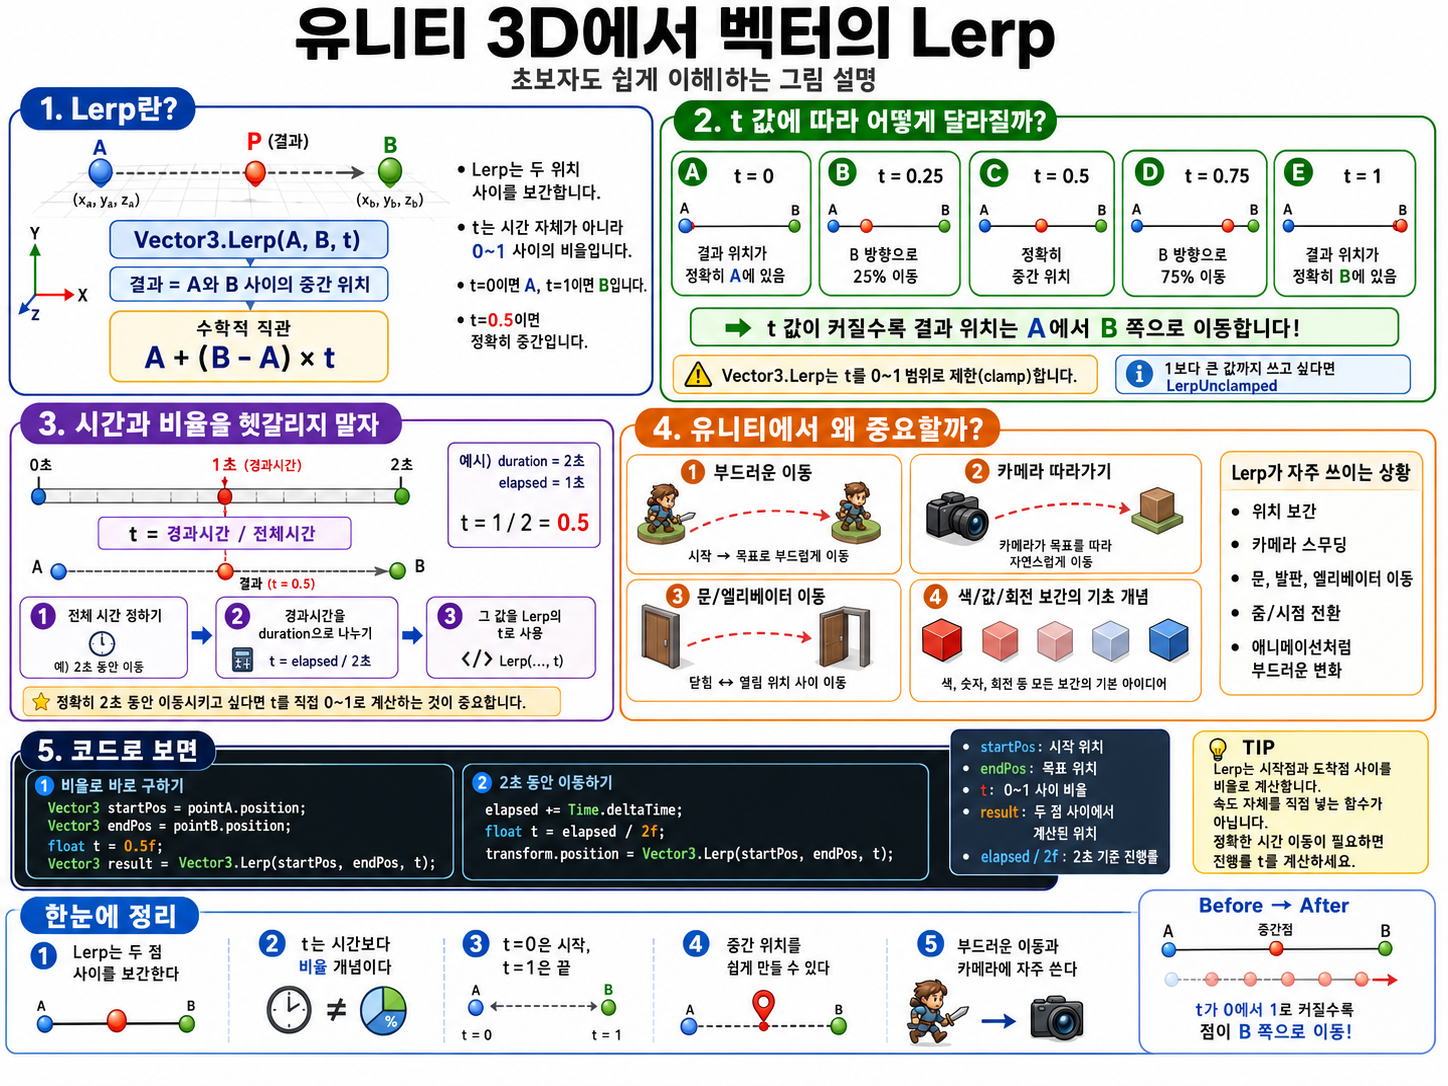 유니티 3D에서 벡터의 Lerp
초보자도 쉽게 이해|하는 그림 설명
1. Lerp란?
A
P (결과)
B
(xa, ya, za)
(xb, yb, zb)
Y
X
Z
Vector3.Lerp(A, B, t)
결과 = A와 B 사이의 중간 위치
수학적 직관
A + (B − A) × t
• Lerp는 두 위치
사이를 보간합니다.
• t는 시간 자체가 아니라
0~1 사이의 비율입니다.
• t=0이면 A, t=1이면 B입니다.
• t=0.5이면
정확히 중간입니다.
2. t 값에 따라 어떻게 달라질까?
A t = 0
A B
결과 위치가
정확히 A에 있음
B t = 0.25
A B
B 방향으로
25% 이동
C t = 0.5
A B
정확히
중간 위치
D t = 0.75
A B
B 방향으로
75% 이동
E t = 1
A B
결과 위치가
정확히 B에 있음
t 값이 커질수록 결과 위치는 A에서 B 쪽으로 이동합니다!
Vector3.Lerp는 t를 0~1 범위로 제한(clamp)합니다.
1보다 큰 값까지 쓰고 싶다면
LerpUnclamped
3. 시간과 비율을 헷갈리지 말자
0초
1초 (경과시간)
2초
t = 경과시간 / 전체시간
A
B
결과 (t = 0.5)
예시) duration = 2초
elapsed = 1초
t = 1 / 2 = 0.5
1 전체 시간 정하기
예) 2초 동안 이동
2 경과시간을
duration으로 나누기
t = elapsed / 2초
3 그 값을 Lerp의
t로 사용
</> Lerp(..., t)
정확히 2초 동안 이동시키고 싶다면 t를 직접 0~1로 계산하는 것이 중요합니다.
4. 유니티에서 왜 중요할까?
1 부드러운 이동
시작 → 목표로 부드럽게 이동
2 카메라 따라가기
카메라가 목표를 따라
자연스럽게 이동
3 문/엘리베이터 이동
닫힘 ↔ 열림 위치 사이 이동
4 색/값/회전 보간의 기초 개념
색, 숫자, 회전 등 모든 보간의 기본 아이디어
Lerp가 자주 쓰이는 상황
• 위치 보간
• 카메라 스무딩
• 문, 발판, 엘리베이터 이동
• 줌/시점 전환
• 애니메이션처럼
부드러운 변화
5. 코드로 보면
1 비율로 바로 구하기
Vector3 startPos = pointA.position;
Vector3 endPos = pointB.position;
float t = 0.5f;
Vector3 result = Vector3.Lerp(startPos, endPos, t);
2 2초 동안 이동하기
elapsed += Time.deltaTime;
float t = elapsed / 2f;
transform.position = Vector3.Lerp(startPos, endPos, t);
• startPos: 시작 위치
• endPos: 목표 위치
• t: 0~1 사이 비율
• result: 두 점 사이에서
계산된 위치
• elapsed / 2f : 2초 기준 진행률
TIP
Lerp는 시작점과 도착점 사이를
비율로 계산합니다.
속도 자체를 직접 넣는 함수가
아닙니다.
정확한 시간 이동이 필요하면
진행률 t를 계산하세요.
한눈에 정리
1 Lerp는 두 점
사이를 보간한다
A B
2 t는 시간보다
비율 개념이다
≠ %
3 t=0은 시작,
t=1은 끝
A B
t = 0 t = 1
4 중간 위치를
쉽게 만들 수 있다
A B
5 부드러운 이동과
카메라에 자주 쓴다
Before → After
A 중간점 B
t가 0에서 1로 커질수록
점이 B 쪽으로 이동!